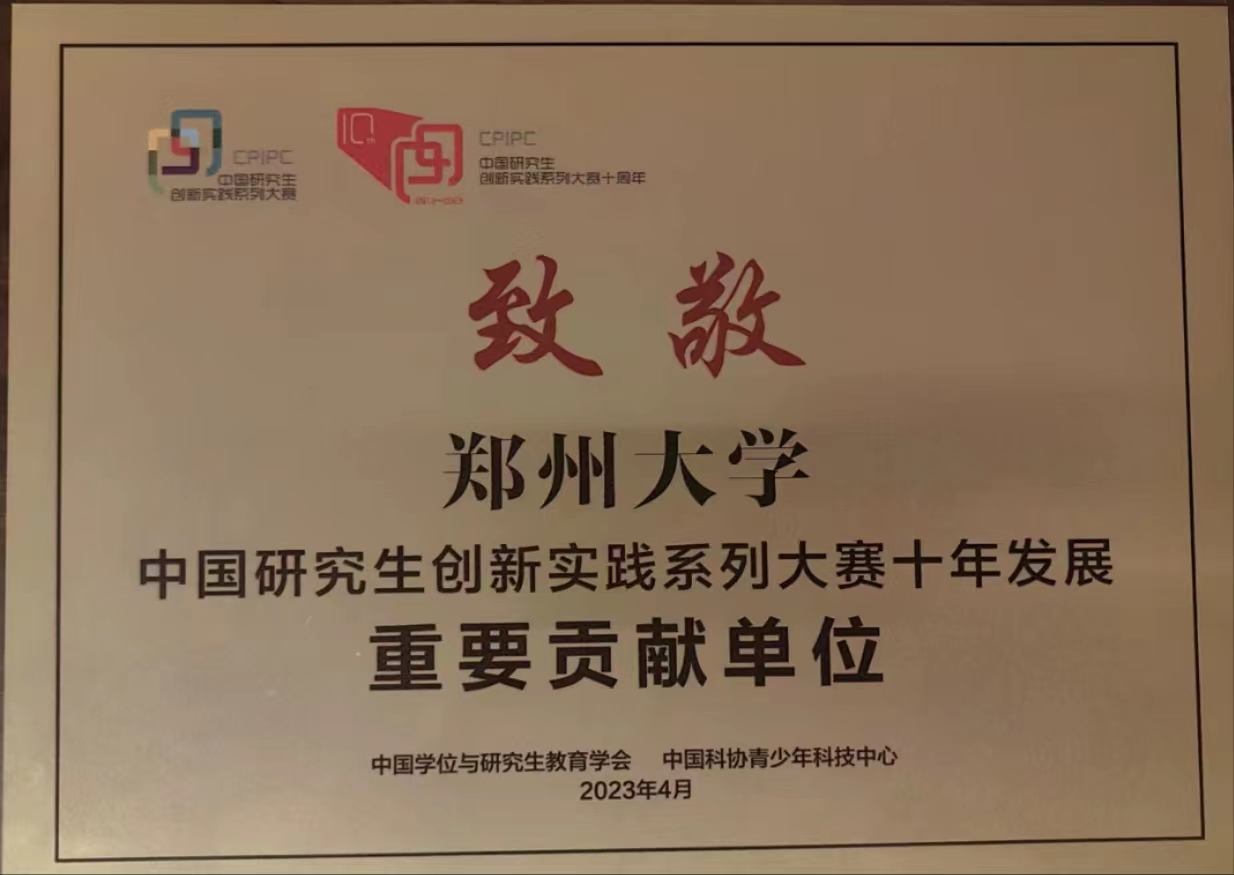 CPIPC
中国研究生
创新实践系列大赛
10th
CPIPC
中国研究生
创新实践系列大赛十周年
2013-2023
致敬
郑州大学
中国研究生创新实践系列大赛十年发展
重要贡献单位
中国学位与研究生教育学会 中国科协青少年科技中心
2023年4月